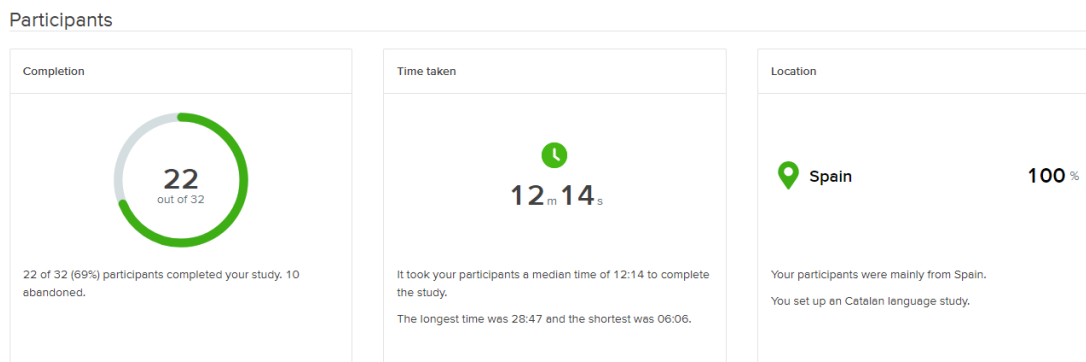 Participants
Completion
22
out of 32
22 of 32 (69%) participants completed your study. 10
abandoned.
Time taken
12 m 14 s
It took your participants a median time of 12:14 to complete
the study.
The longest time was 28:47 and the shortest was 06:06.
Location
Spain 100 %
Your participants were mainly from Spain.
You set up an Catalan language study.